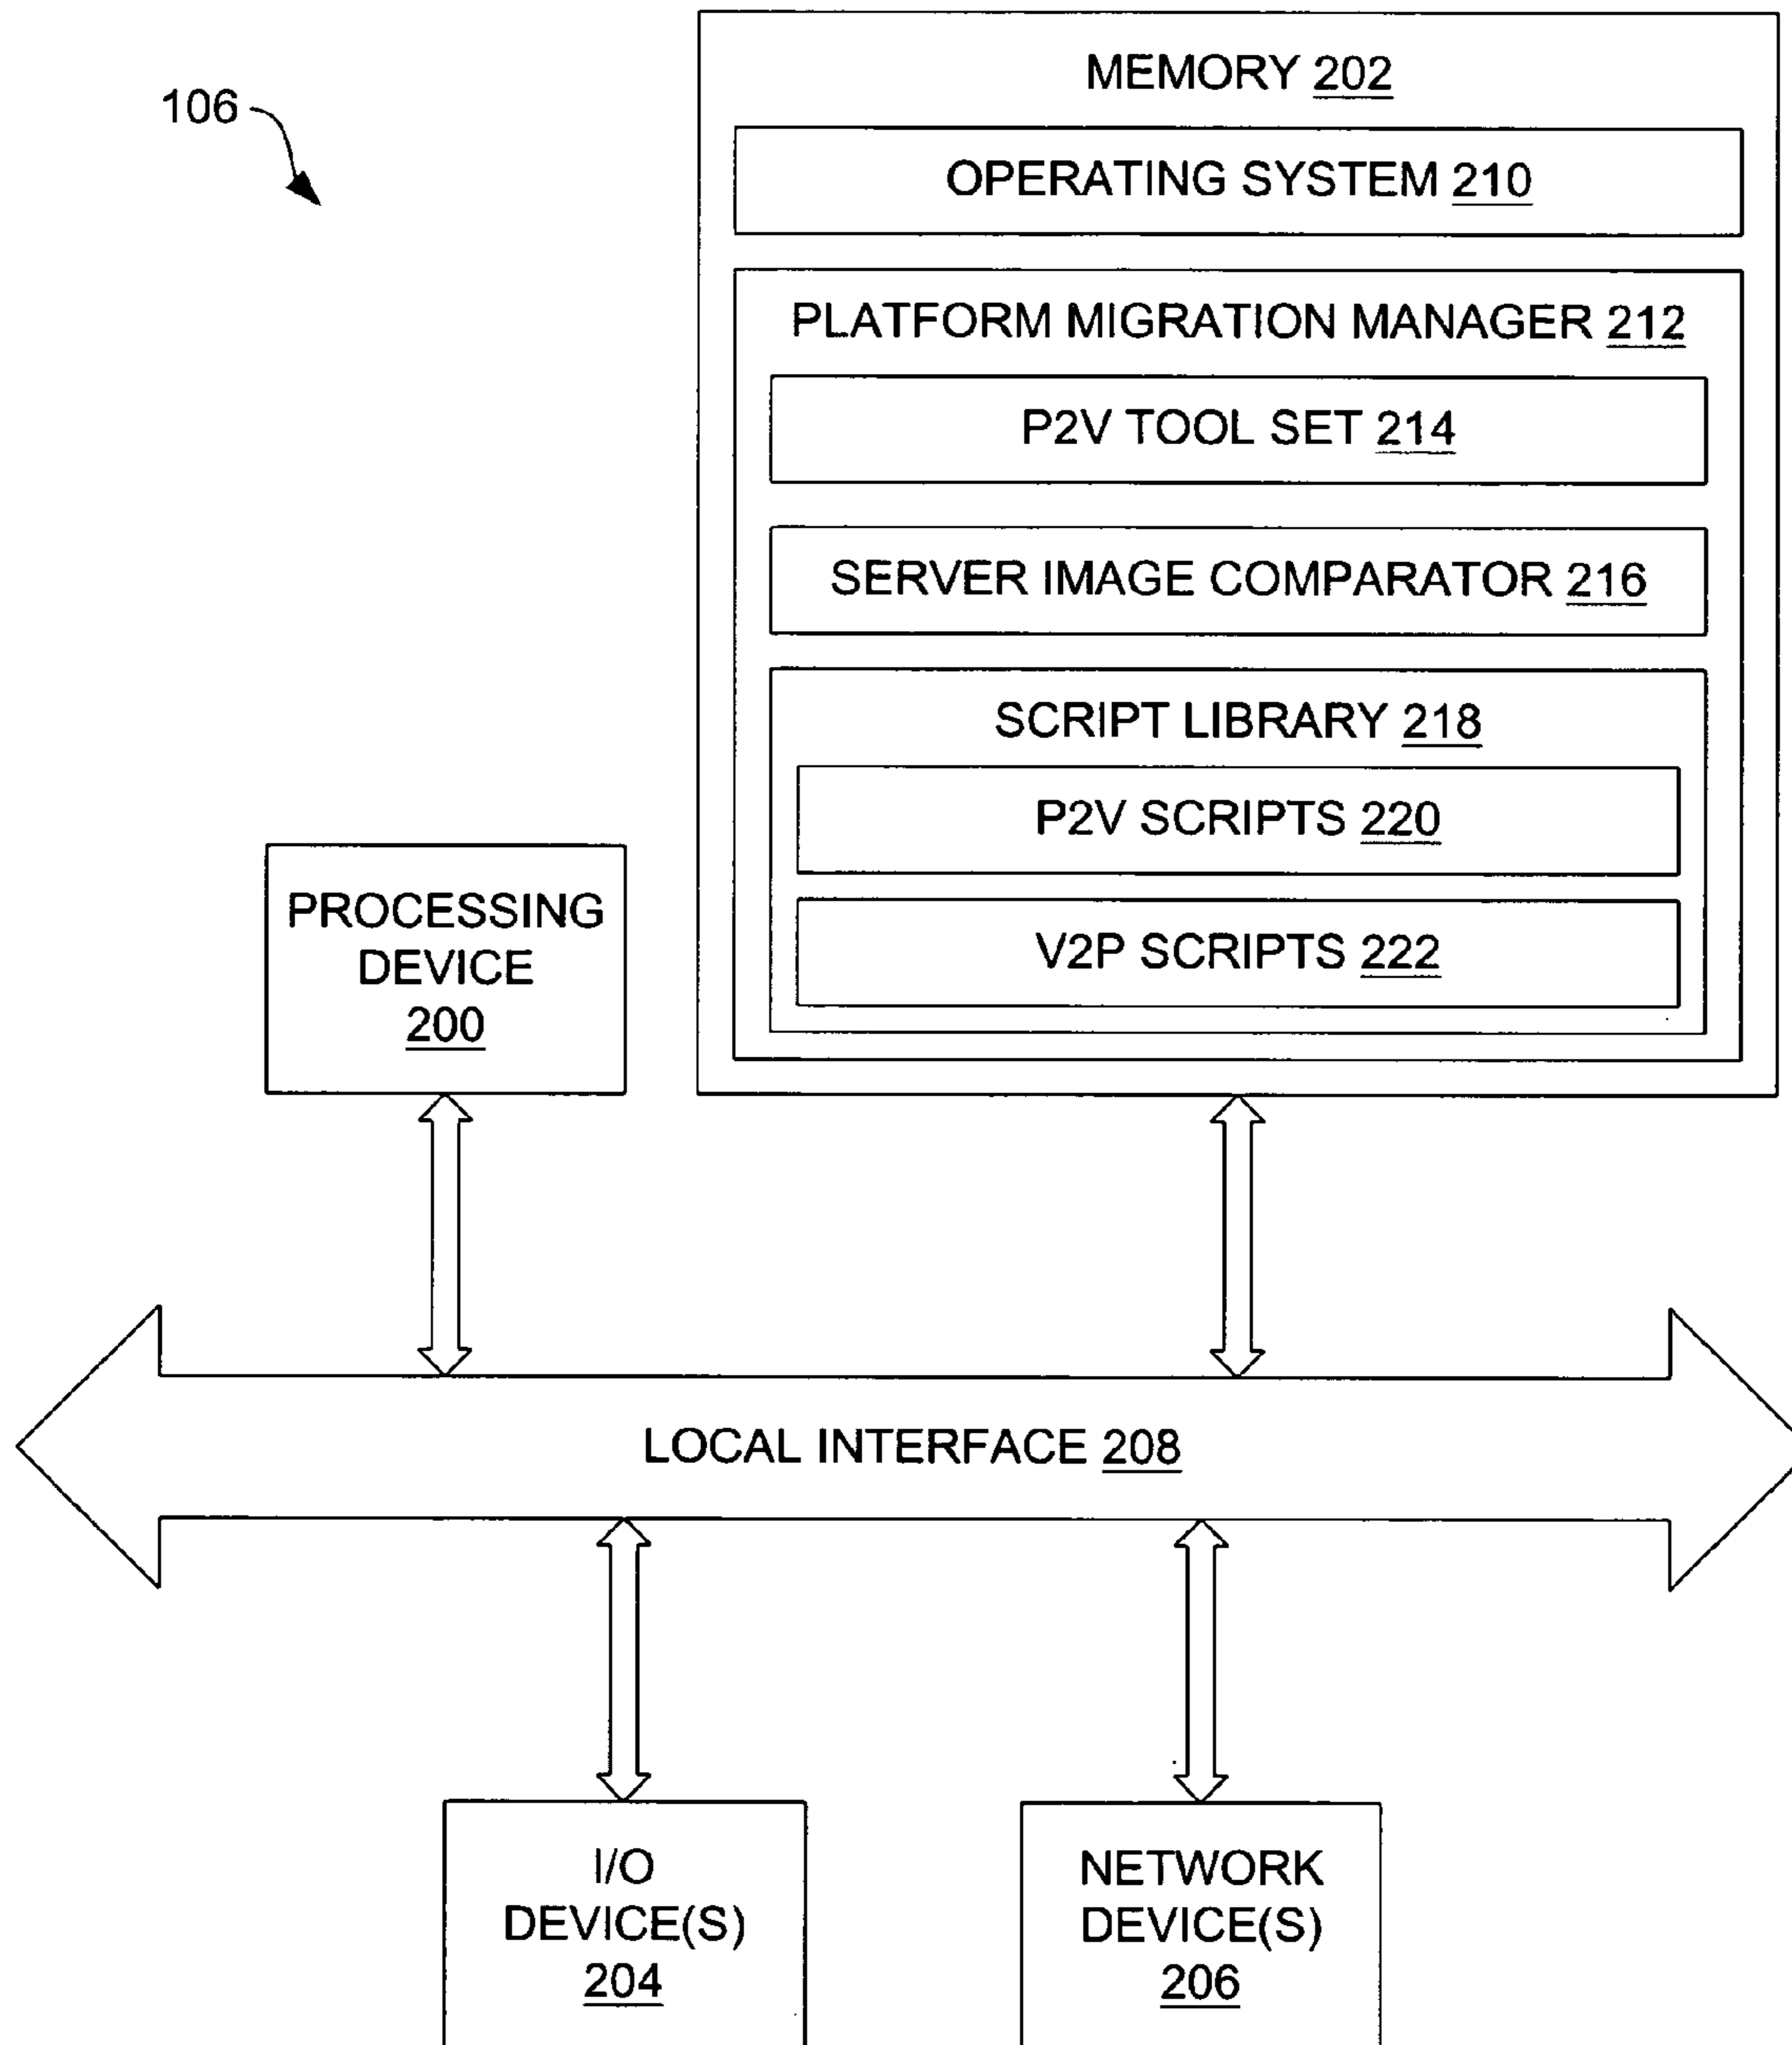 106
MEMORY 202
OPERATING SYSTEM 210
PLATFORM MIGRATION MANAGER 212
P2V TOOL SET 214
SERVER IMAGE COMPARATOR 216
SCRIPT LIBRARY 218
P2V SCRIPTS 220
V2P SCRIPTS 222
PROCESSING
DEVICE
200
LOCAL INTERFACE 208
I/O
DEVICE(S)
204
NETWORK
DEVICE(S)
206